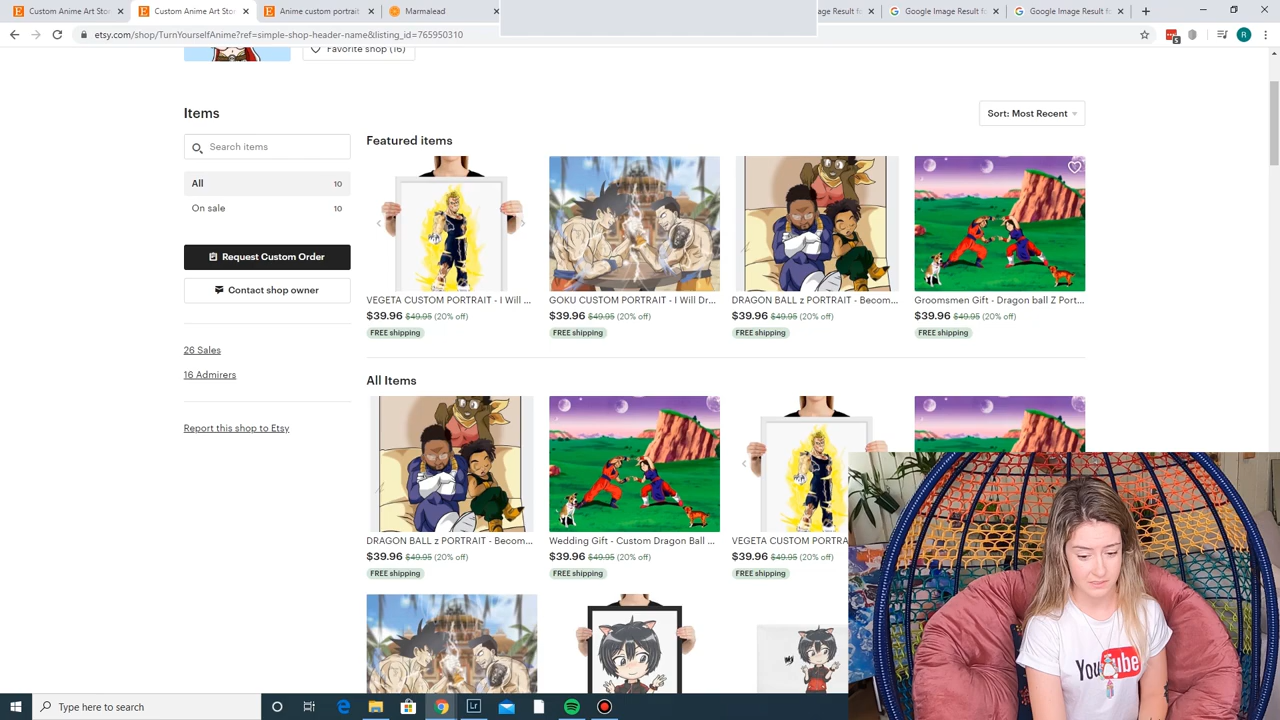 Custom Anime Art Sto
Custom Anime Art Sto
Anime custom portrait
Marmalead
Image Result fo
Google Image Result fo
Google Image Result fo
etsy.com/shop/TurnYourselfAnime?ref=simple-shop-header-name&listing_id=765950310
5
R
Favorite shop (16)
Items
Sort: Most Recent
Search items
Featured items
All 10
On sale 10
Request Custom Order
Contact shop owner
26 Sales
16 Admirers
Report this shop to Etsy
VEGETA CUSTOM PORTRAIT - I Will ...
$39.96 $49.95 (20% off)
FREE shipping
GOKU CUSTOM PORTRAIT - I Will Dr...
$39.96 $49.95 (20% off)
FREE shipping
DRAGON BALL z PORTRAIT - Becom...
$39.96 $49.95 (20% off)
FREE shipping
Groomsmen Gift - Dragon ball Z Port...
$39.96 $49.95 (20% off)
FREE shipping
All Items
DRAGON BALL z PORTRAIT - Becom...
$39.96 $49.95 (20% off)
FREE shipping
Wedding Gift - Custom Dragon Ball ...
$39.96 $49.95 (20% off)
FREE shipping
VEGETA CUSTOM PORTRA
$39.96 $49.95 (20% off)
FREE shipping
YouTube
Type here to search